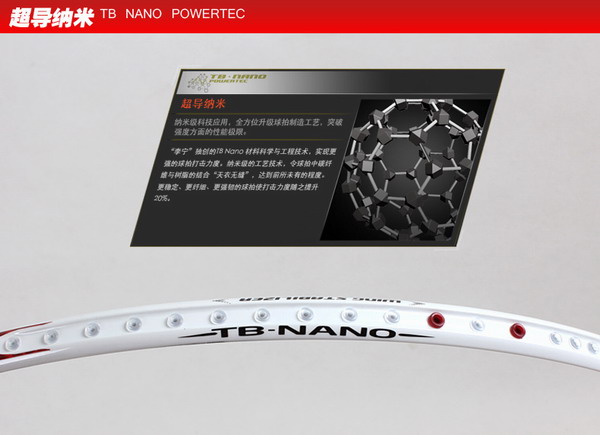 超导纳米 TB NANO POWERTEC
TB-NANO
POWERTEC
超导纳米
纳米级科技应用，全方位升级球拍制造工艺，突破
强度方面的性能极限。
“李宁”独创的TB Nano 材料科学与工程技术，实现更
强的球拍打击力度。纳米级的工艺技术，令球拍中碳纤
维与树脂的结合“天衣无缝”，达到前所未有的程度。
更稳定、更纤细、更强韧的球拍使打击力度随之提升
20%。
WING STABILIZER
TB-NANO